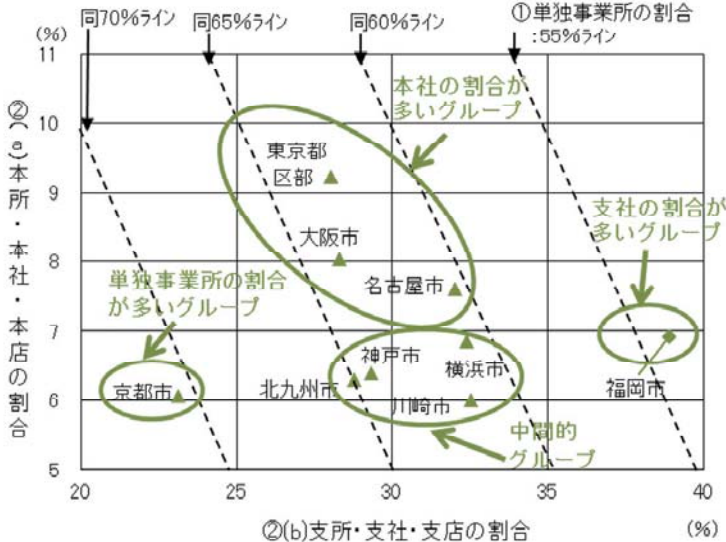 同70%ライン
同65%ライン
同60%ライン
①単独事業所の割合
:55%ライン
(%)
11
10
9
8
7
6
5
②(a)本所・本社・本店の割合
本社の割合が
多いグループ
東京都
区部
大阪市
名古屋市
支社の割合が
多いグループ
単独事業所の割合
が多いグループ
京都市
北九州市
神戸市
横浜市
川崎市
福岡市
中間的
グループ
20
25
30
35
40
②(b)支所・支社・支店の割合
(%)